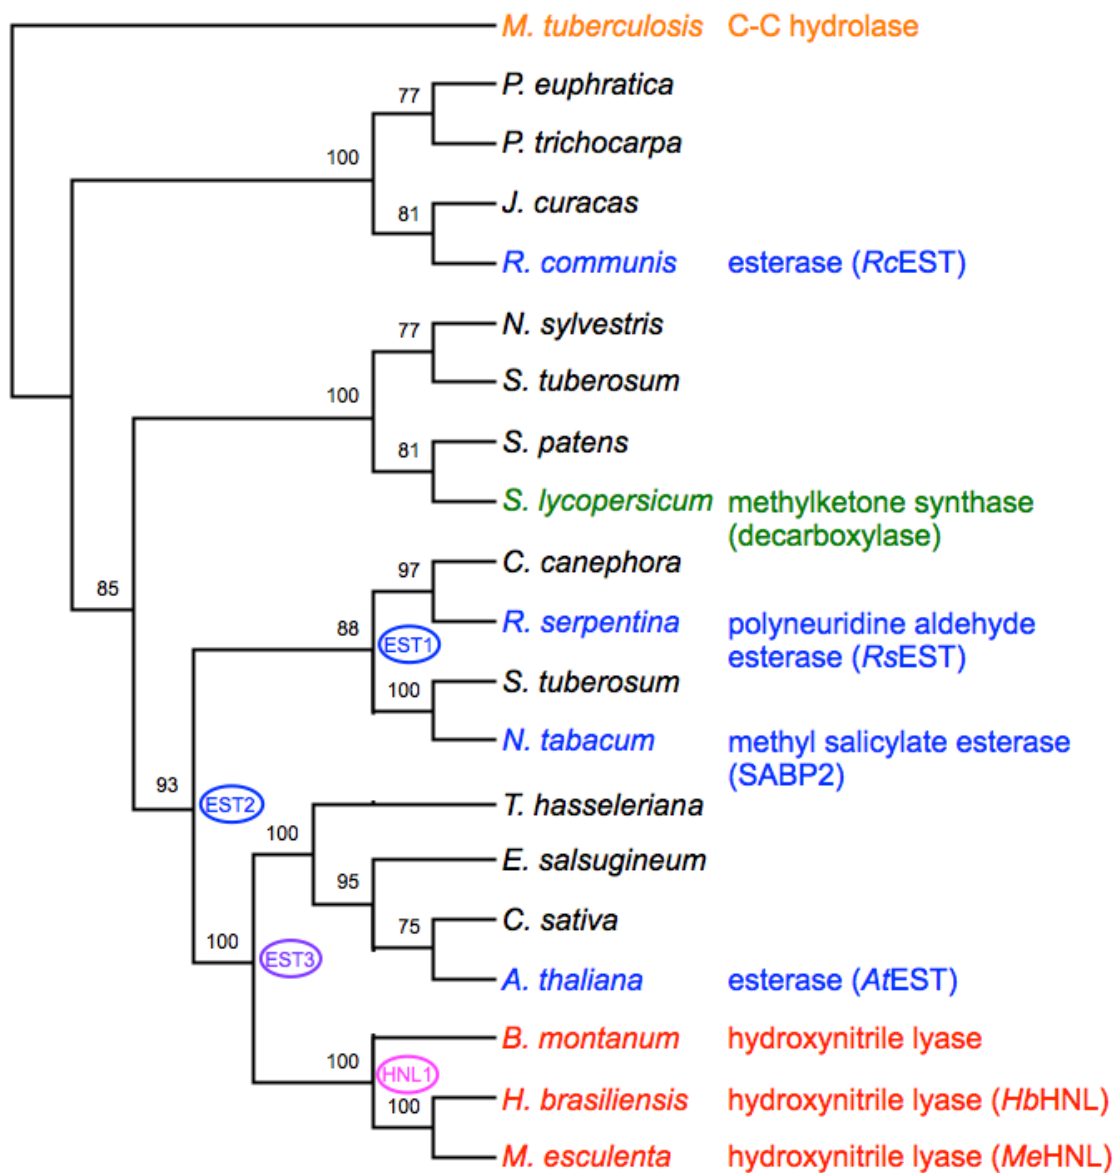 M. tuberculosis C-C hydrolase
77
P. euphratica
P. trichocarpa
100
J. curacas
81
R. communis esterase (RcEST)
77
N. sylvestris
S. tuberosum
100
S. patens
81
S. lycopersicum methylketone synthase
(decarboxylase)
97
C. canephora
85
88
R. serpentina polyneuridine aldehyde
EST1
esterase (RsEST)
S. tuberosum
100
N. tabacum methyl salicylate esterase
(SABP2)
93
EST2
T. hasseleriana
100
E. salsugineum
95
C. sativa
75
100
EST3
A. thaliana esterase (AtEST)
B. montanum hydroxynitrile lyase
100
HNL1
100
H. brasiliensis hydroxynitrile lyase (HbHNL)
M. esculenta hydroxynitrile lyase (MeHNL)